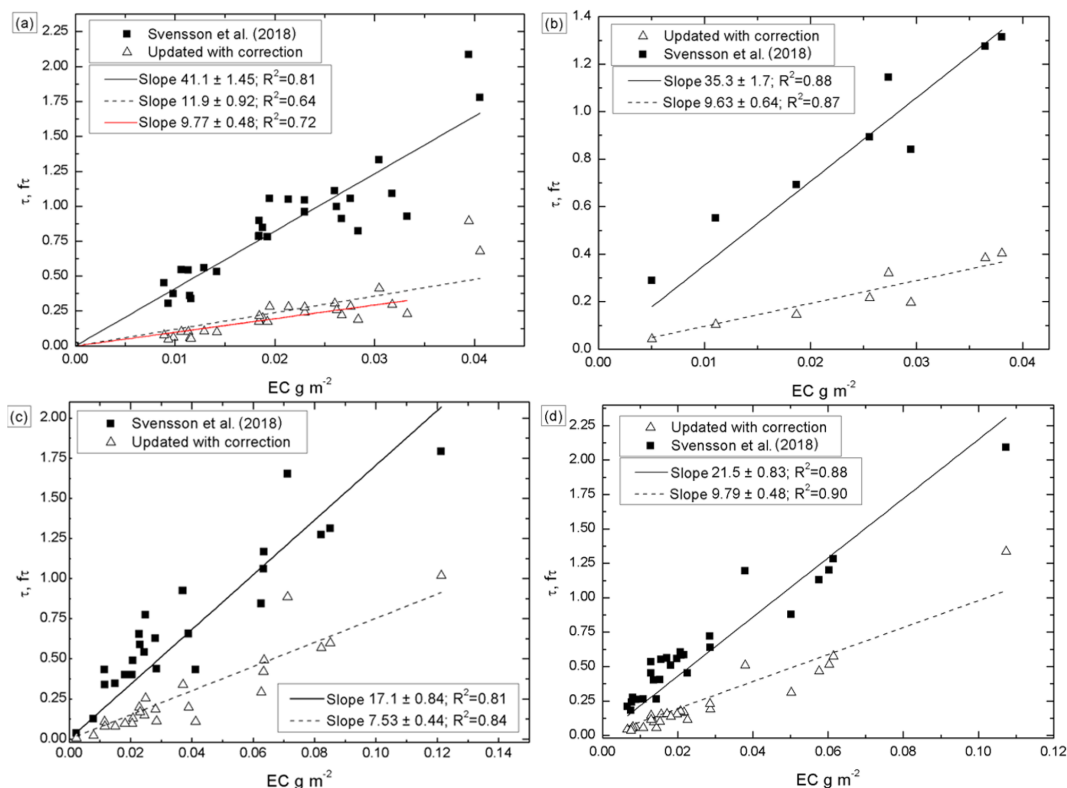 (a)
Svensson et al. (2018)
Updated with correction
Slope 41.1 ± 1.45; R²=0.81
Slope 11.9 ± 0.92; R²=0.64
Slope 9.77 ± 0.48; R²=0.72
2.25
2.00
1.75
1.50
1.25
1.00
0.75
0.50
0.25
0.00
τ, fτ
0.00 0.01 0.02 0.03 0.04
EC g m⁻²
(b)
Updated with correction
Svensson et al. (2018)
Slope 35.3 ± 1.7; R²=0.88
Slope 9.63 ± 0.64; R²=0.87
1.4
1.2
1.0
0.8
0.6
0.4
0.2
0.0
τ, fτ
0.00 0.01 0.02 0.03 0.04
EC g m⁻²
(c)
Svensson et al. (2018)
Updated with correction
Slope 17.1 ± 0.84; R²=0.81
Slope 7.53 ± 0.44; R²=0.84
2.00
1.75
1.50
1.25
1.00
0.75
0.50
0.25
0.00
τ, fτ
0.00 0.02 0.04 0.06 0.08 0.10 0.12
EC g m⁻²
(d)
Updated with correction
Svensson et al. (2018)
Slope 21.5 ± 0.83; R²=0.88
Slope 9.79 ± 0.48; R²=0.90
2.25
2.00
1.75
1.50
1.25
1.00
0.75
0.50
0.25
0.00
τ, fτ
0.00 0.02 0.04 0.06 0.08 0.10 0.12
EC g m⁻²